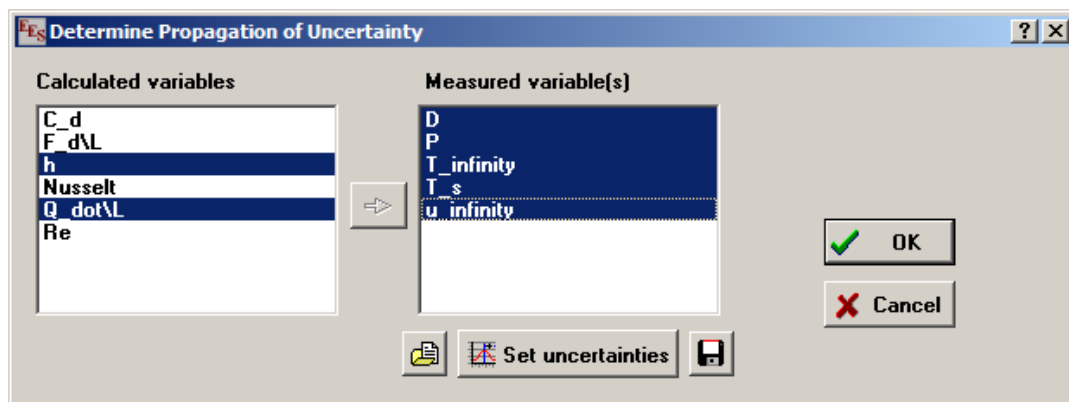 EES Determine Propagation of Uncertainty
Calculated variables
C_d
F_d\L
h
Nusselt
Q_dot\L
Re
Measured variable(s)
D
P
T_infinity
T_s
u_infinity
OK
Cancel
Set uncertainties